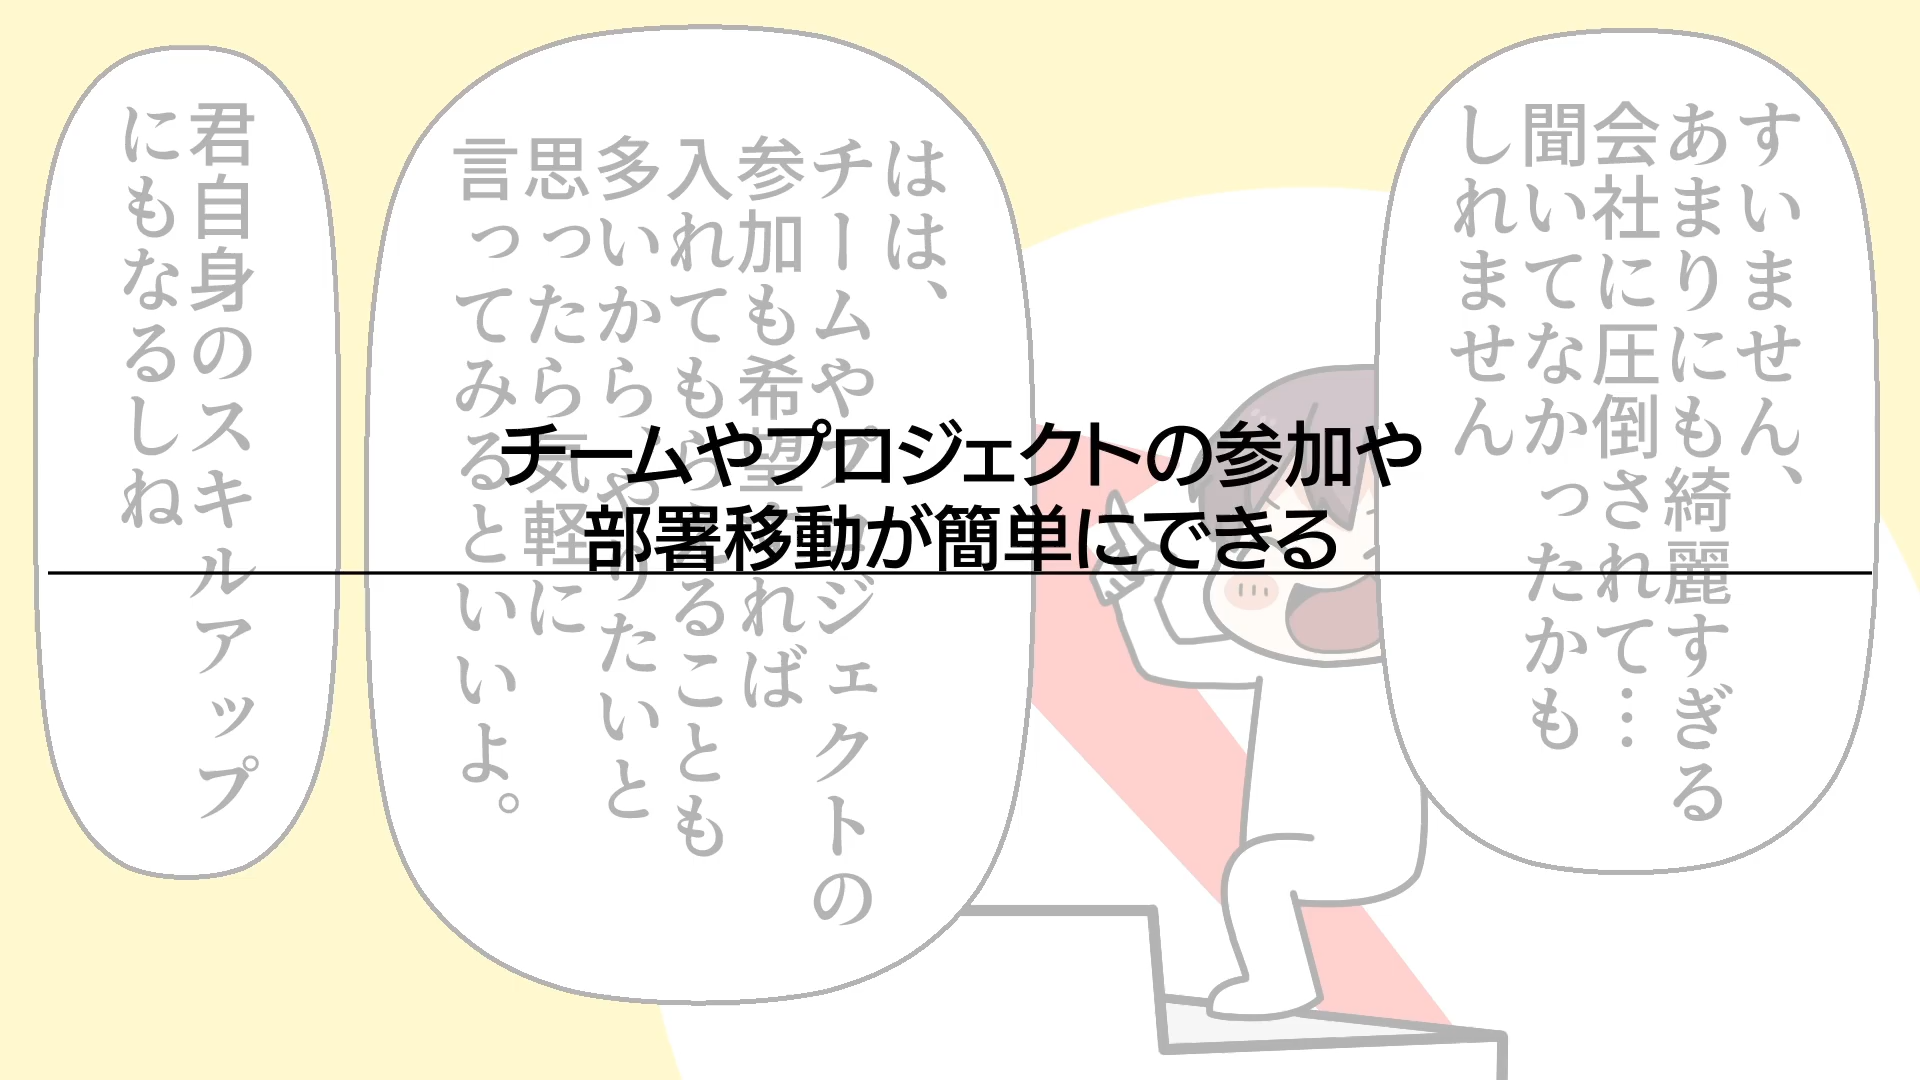 すいません、
あまりにも綺麗すぎる
会社に圧倒されて…
聞いてなかったかも
しれません
はは、
チームやプロジェクトの
参加も希望すれば
入れてもらえることも
多いから、やりたいと
思ったら気軽に
言ってみるといいよ。
君自身のスキルアップ
にもなるしね
チームやプロジェクトの参加や
部署移動が簡単にできる